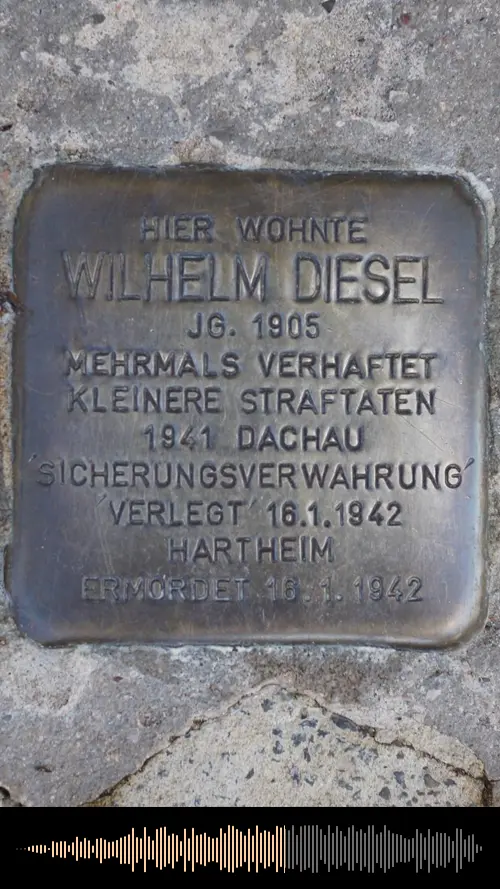 HIER WOHNTE
WILHELM DIESEL
JG. 1905
MEHRMALS VERHAFTET
KLEINERE STRAFTATEN
1941 DACHAU
'SICHERUNGSVERWAHRUNG'
'VERLEGT' 16.1.1942
HARTHEIM
ERMORDET 16.1.1942